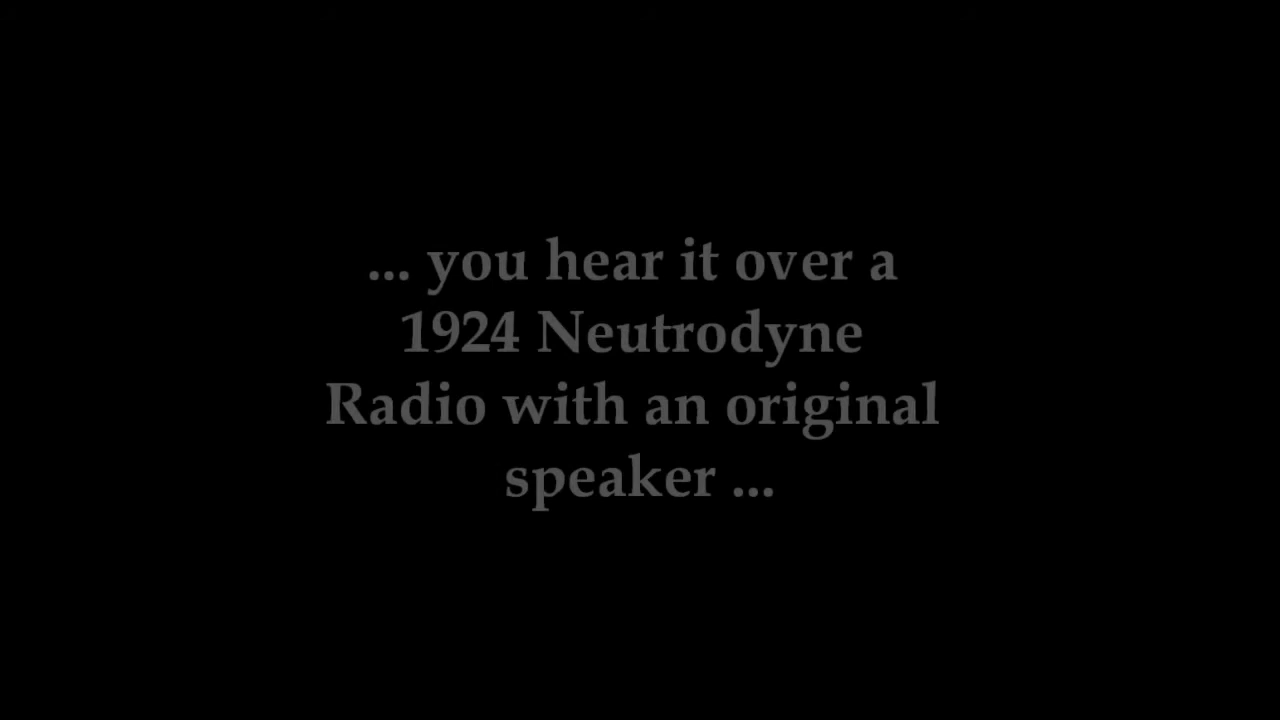 ... you hear it over a
1924 Neutrodyne
Radio with an original
speaker ...